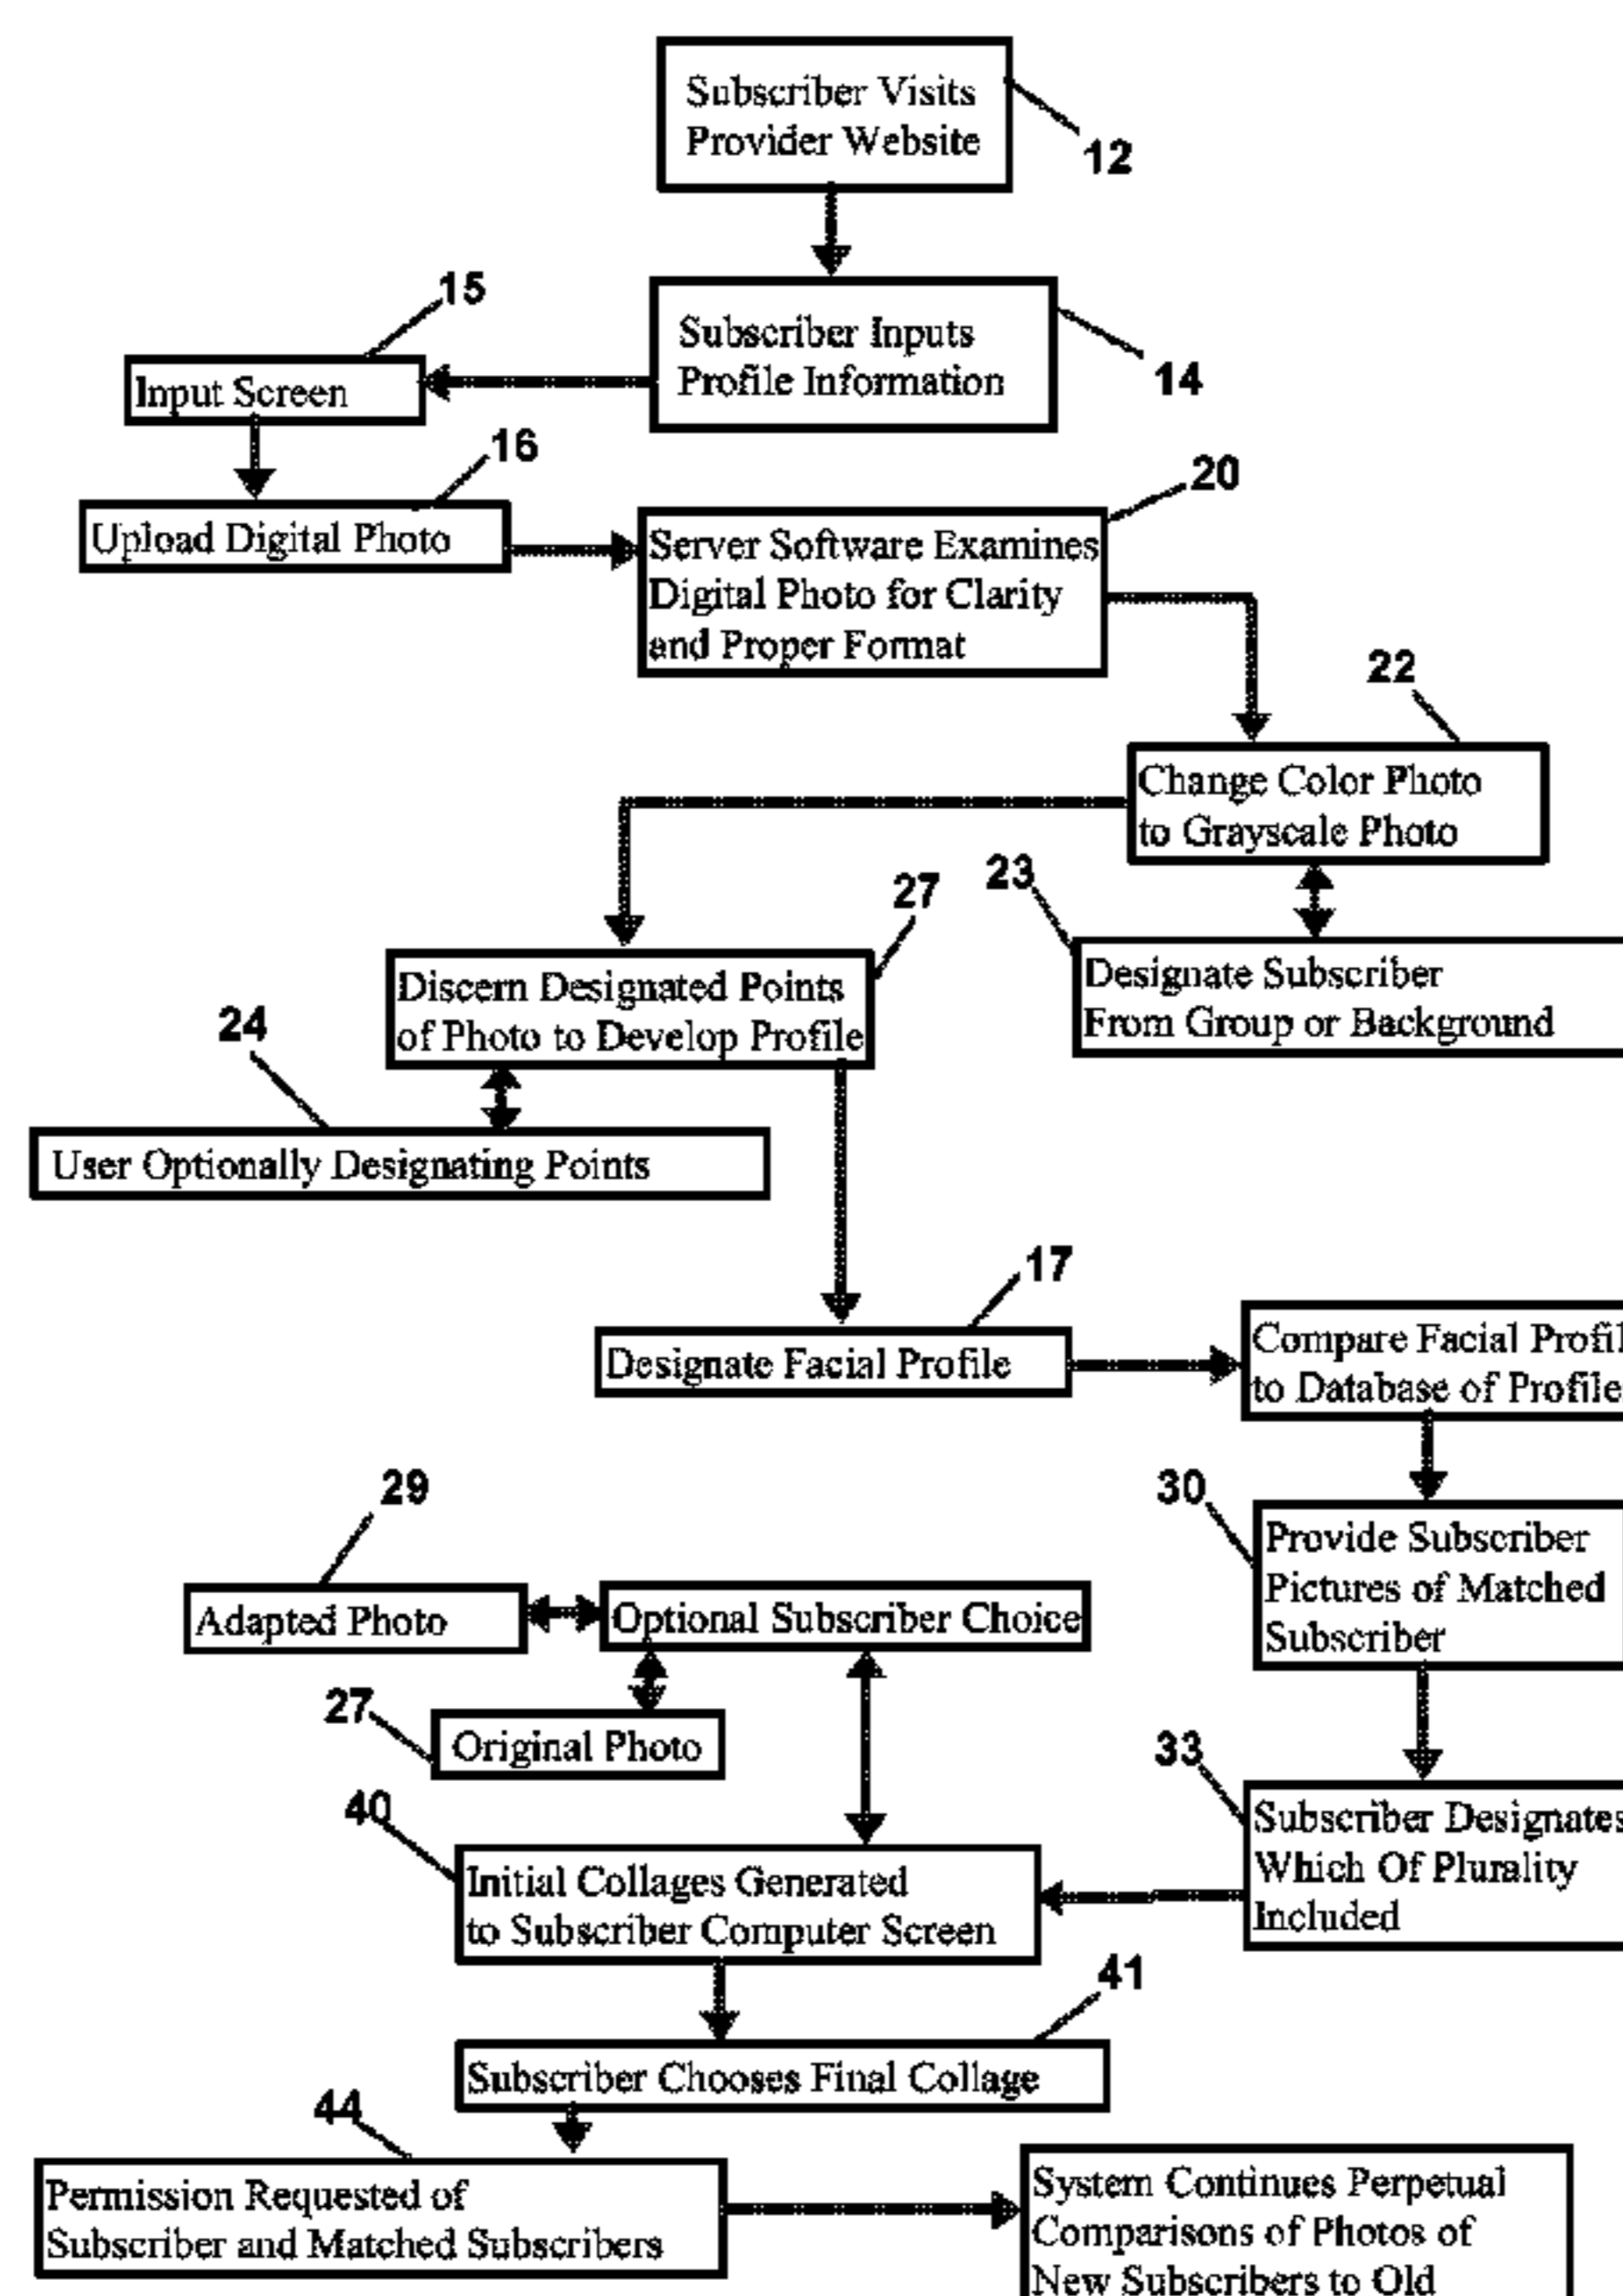 Subscriber Visits
Provider Website
12
15
Subscriber Inputs
Profile Information
14
Input Screen
16
Upload Digital Photo
20
Server Software Examines
Digital Photo for Clarity
and Proper Format
22
Change Color Photo
to Grayscale Photo
27
23
Discern Designated Points
of Photo to Develop Profile
Designate Subscriber
From Group or Background
24
User Optionally Designating Points
17
Designate Facial Profile
Compare Facial Profil
to Database of Profile
29
30
Adapted Photo
Optional Subscriber Choice
Provide Subscriber
Pictures of Matched
Subscriber
27
Original Photo
33
40
Initial Collages Generated
to Subscriber Computer Screen
Subscriber Designates
Which Of Plurality
Included
41
Subscriber Chooses Final Collage
44
Permission Requested of
Subscriber and Matched Subscribers
System Continues Perpetual
Comparisons of Photos of
New Subscribers to Old